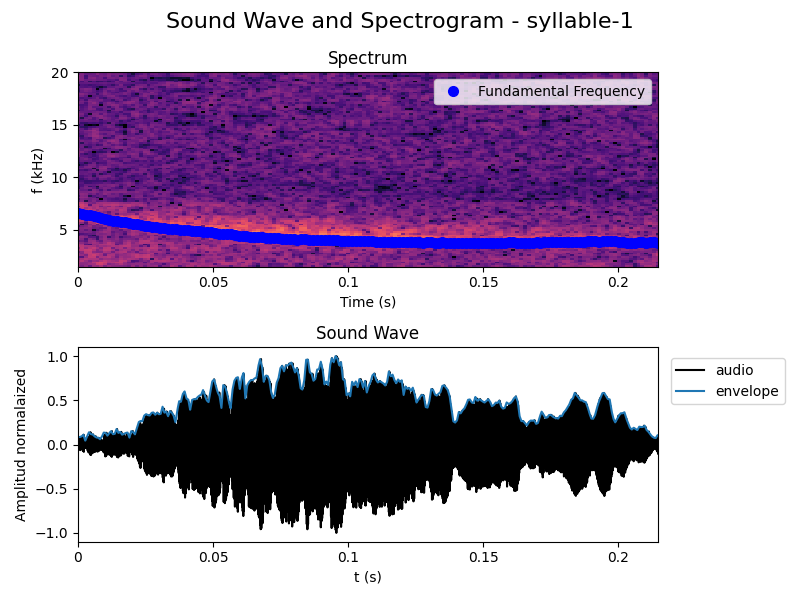 Sound Wave and Spectrogram - syllable-1
Spectrum
20
15
10
5
f (kHz)
Fundamental Frequency
0
0.05
0.1
0.15
0.2
Time (s)
Sound Wave
1.0
0.5
0.0
−0.5
−1.0
Amplitud normalaized
audio
envelope
0
0.05
0.1
0.15
0.2
t (s)